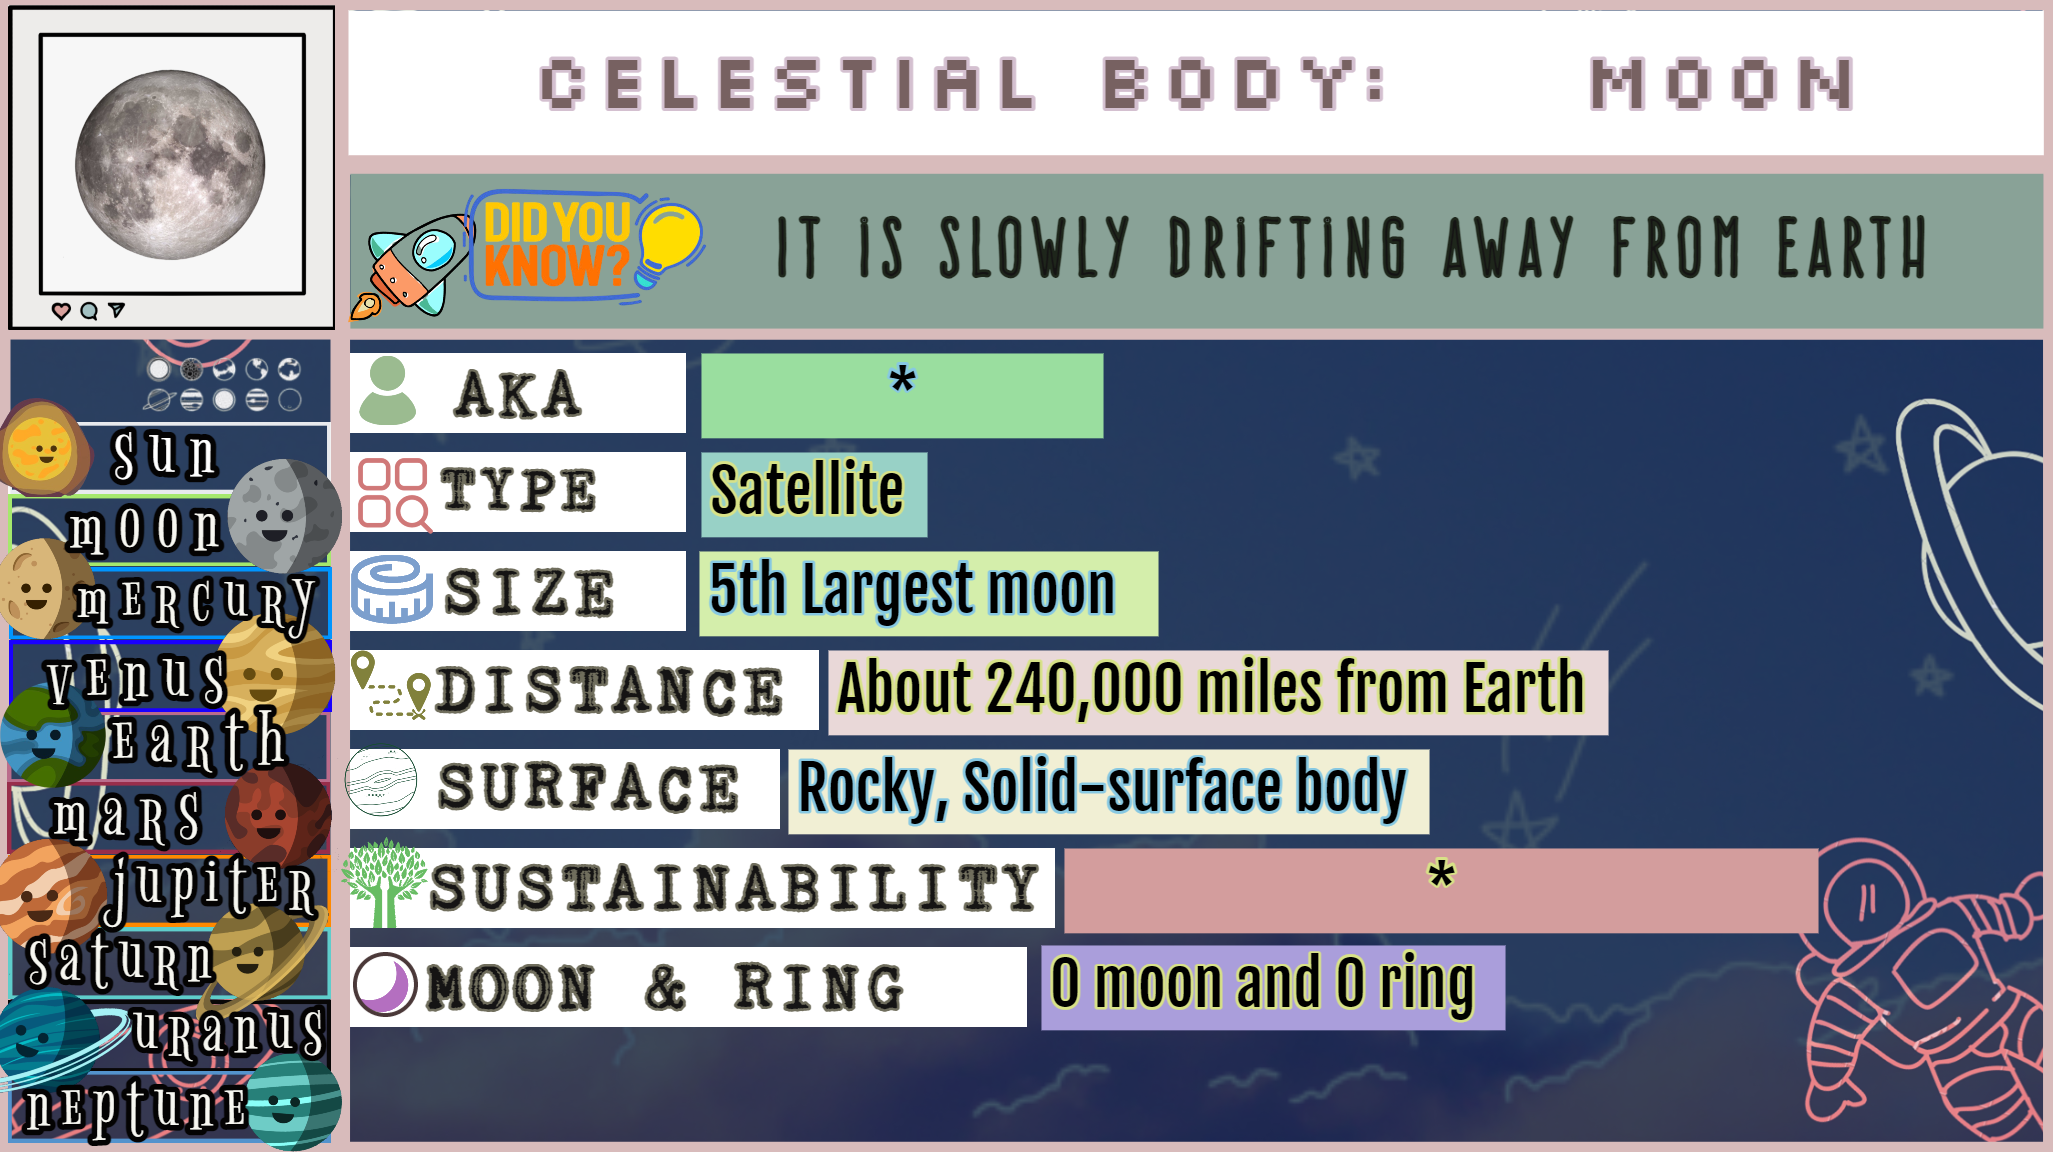 CELESTIAL BODY: MOON
DID YOU
KNOW?
IT IS SLOWLY DRIFTING AWAY FROM EARTH
AKA *
TYPE Satellite
SIZE 5th Largest moon
DISTANCE About 240,000 miles from Earth
SURFACE Rocky, Solid-surface body
SUSTAINABILITY *
MOON & RING 0 moon and 0 ring
sun
moon
mERcuRy
vEnus
EaRth
maRs
jupitER
satuRn
uRanus
nEptunE